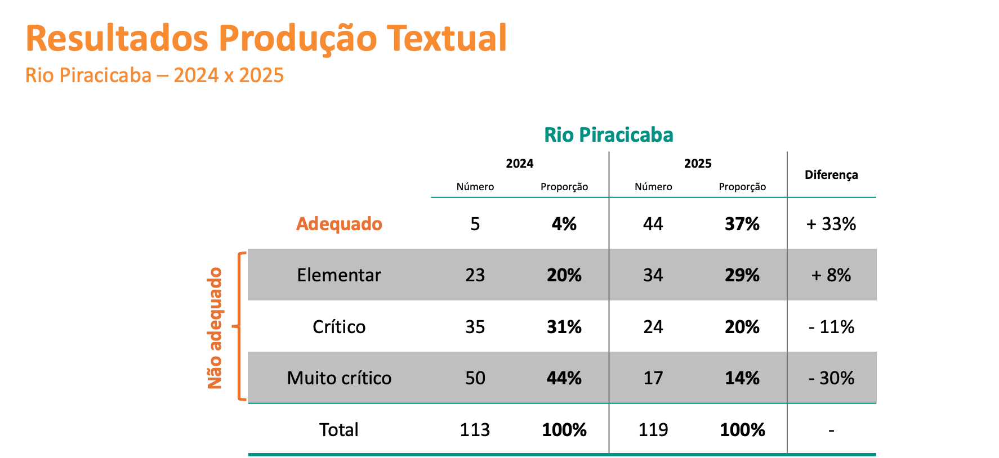 Resultados Produção Textual
Rio Piracicaba – 2024 x 2025
Rio Piracicaba
2024 2025 Diferença
Número Proporção Número Proporção
Adequado 5 4% 44 37% + 33%
Não adequado
Elementar 23 20% 34 29% + 8%
Crítico 35 31% 24 20% - 11%
Muito crítico 50 44% 17 14% - 30%
Total 113 100% 119 100% -